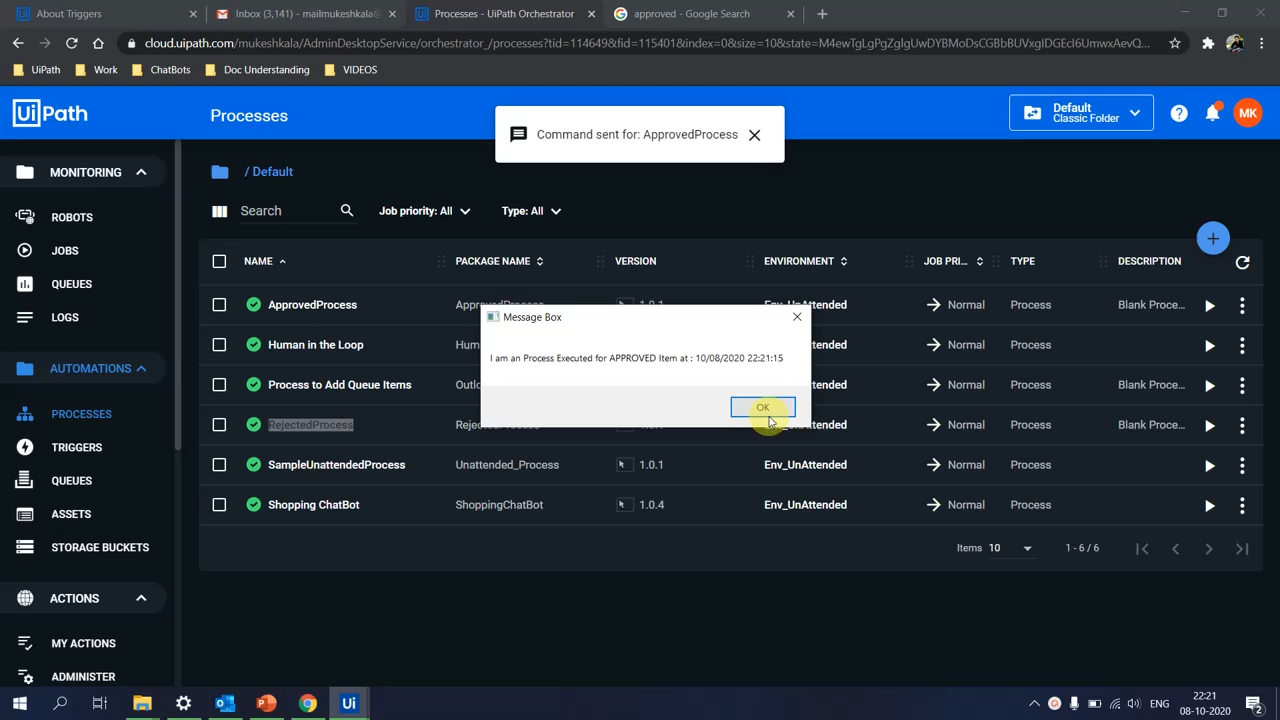 About Triggers
Inbox (3,141) - mailmukeshkala@
Processes - UiPath Orchestrator
approved - Google Search
cloud.uipath.com/mukeshkala/AdminDesktopService/orchestrator_/processes?tid=114649&fid=115401&index=0&size=10&state=M4ewTgLgPgZglgUwDYBMoDsCGBbBUVxgIDGEcI6UmwxAevQ...
UiPath
Work
ChatBots
Doc Understanding
VIDEOS
UiPath
Processes
Command sent for: ApprovedProcess
Default
Classic Folder
MK
MONITORING
/ Default
ROBOTS
Search
Job priority: All
Type: All
JOBS
NAME
PACKAGE NAME
VERSION
ENVIRONMENT
JOB PRI...
TYPE
DESCRIPTION
QUEUES
ApprovedProcess
1.0.1
Env_UnAttended
Normal
Process
Blank Proce...
LOGS
Message Box
Human in the Loop
Normal
Process
I am an Process Executed for APPROVED Item at : 10/08/2020 22:21:15
AUTOMATIONS
Process to Add Queue Items
Normal
Process
Blank Proce...
OK
PROCESSES
RejectedProcess
Normal
Process
Blank Proce...
TRIGGERS
SampleUnattendedProcess
Unattended_Process
1.0.1
Env_UnAttended
Normal
Process
QUEUES
Shopping ChatBot
ShoppingChatBot
1.0.4
Env_UnAttended
Normal
Process
ASSETS
STORAGE BUCKETS
Items 10
1 - 6 / 6
ACTIONS
MY ACTIONS
ADMINISTER
Ui
ENG
22:21
08-10-2020
2